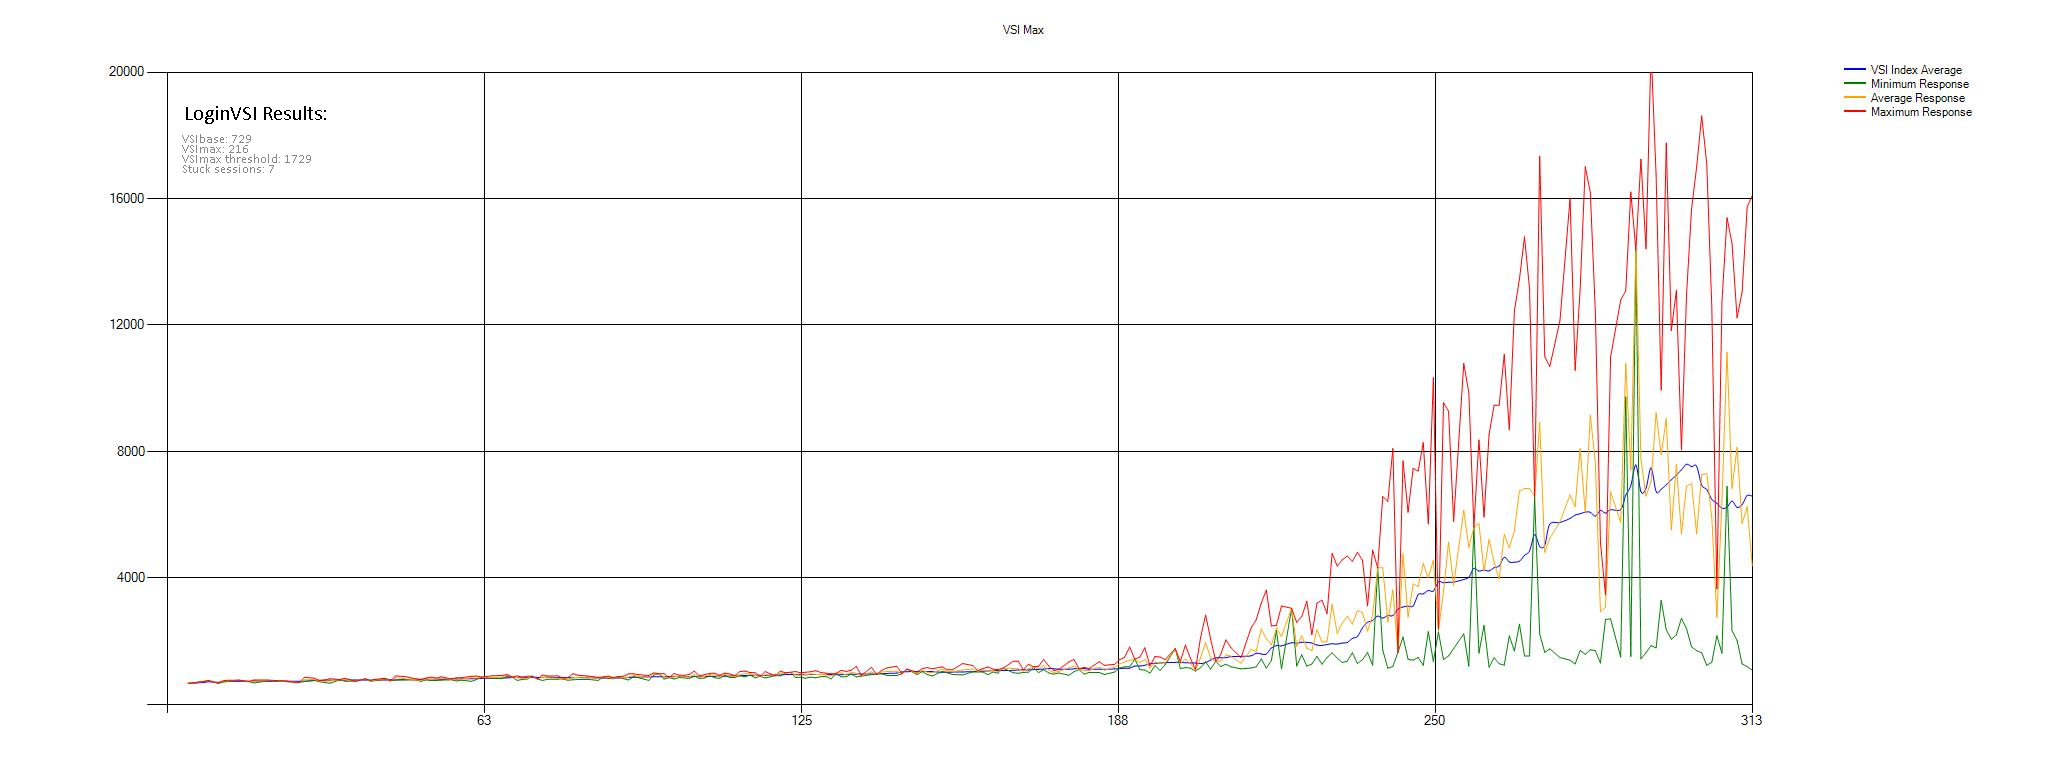 VSI Max
20000
16000
12000
8000
4000
LoginVSI Results:
VSIbase: 729
VSImax: 216
VSImax threshold: 1729
Stuck sessions: 7
VSI Index Average
Minimum Response
Average Response
Maximum Response
63
125
188
250
313